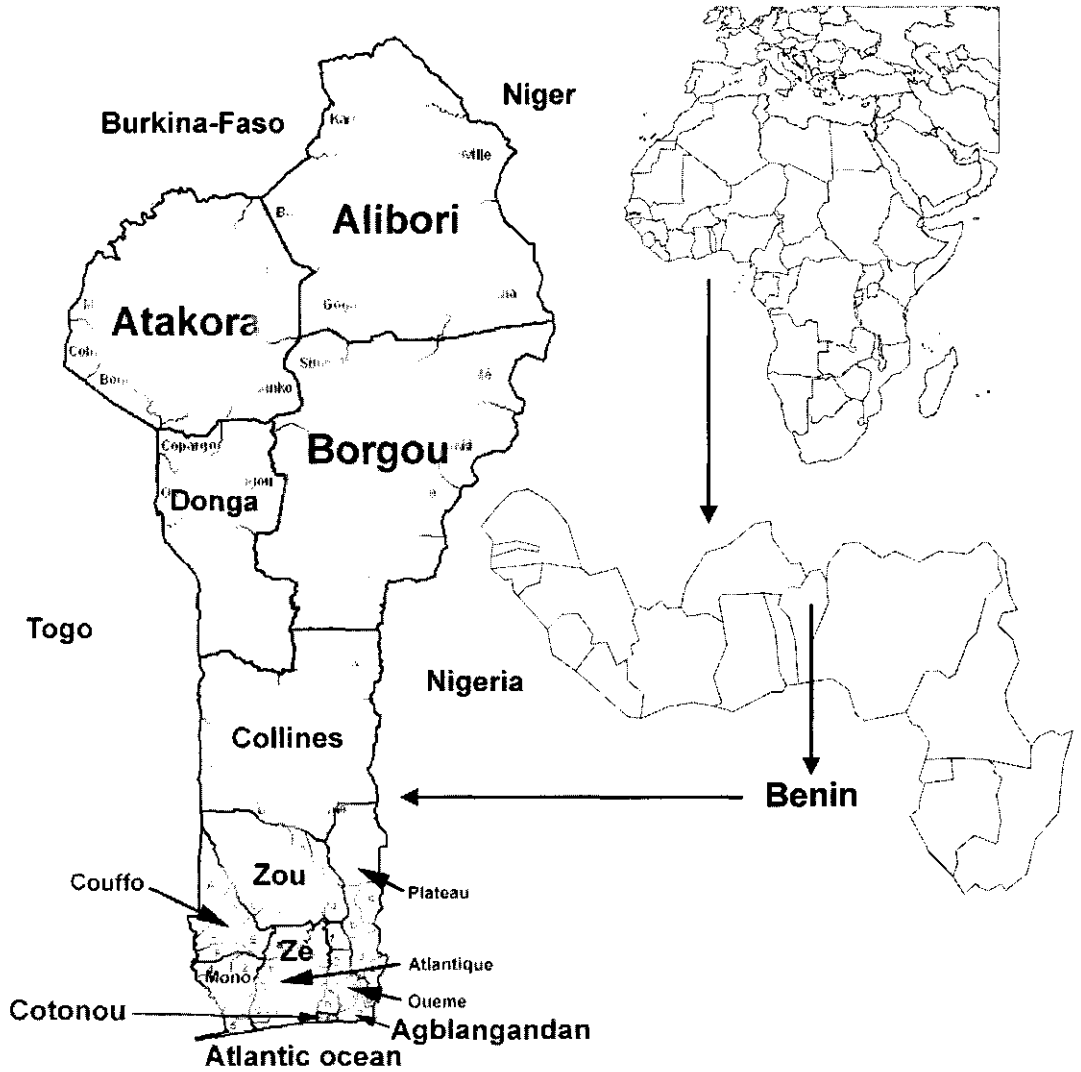 Niger
Burkina-Faso
Alibori
Atakora
Borgou
Donga
Togo
Nigeria
Collines
Benin
Zou
Couffo
Plateau
Zè
Mono
Atlantique
Oueme
Cotonou
Agblangandan
Atlantic ocean